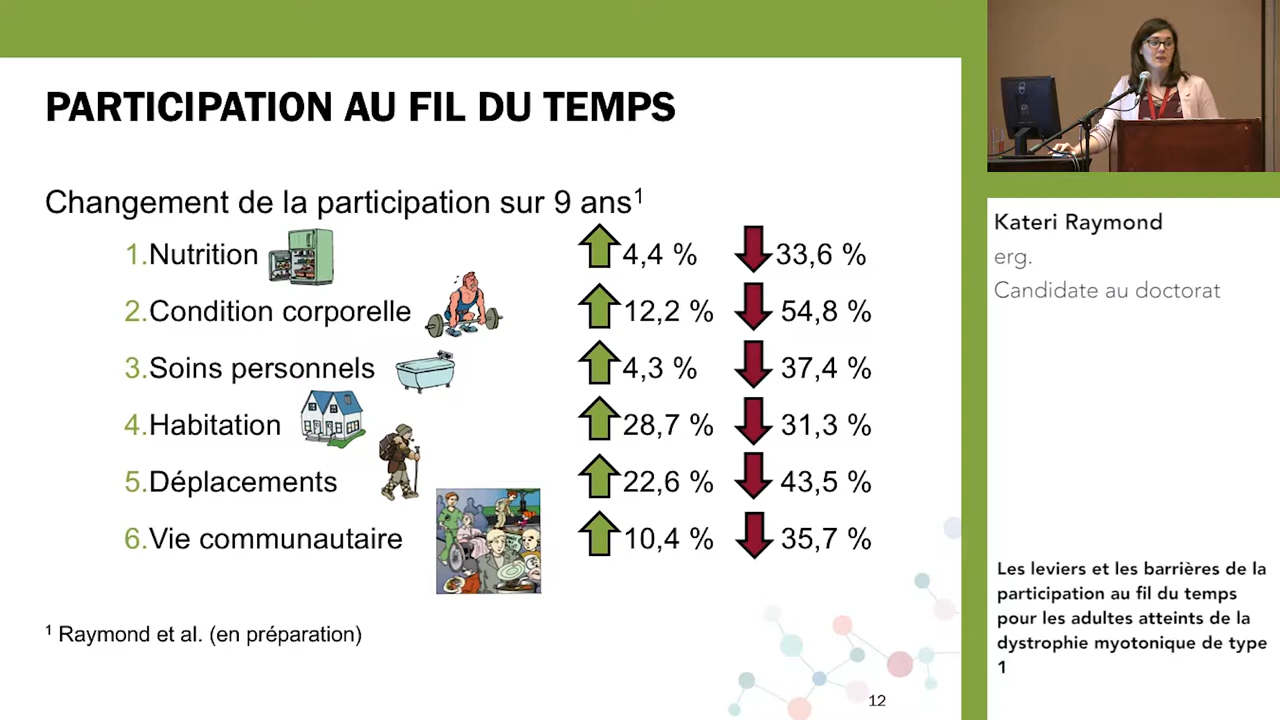 PARTICIPATION AU FIL DU TEMPS
Changement de la participation sur 9 ans¹
1.Nutrition 4,4 % 33,6 %
2.Condition corporelle 12,2 % 54,8 %
3.Soins personnels 4,3 % 37,4 %
4.Habitation 28,7 % 31,3 %
5.Déplacements 22,6 % 43,5 %
6.Vie communautaire 10,4 % 35,7 %
¹ Raymond et al. (en préparation)
12
Kateri Raymond
erg.
Candidate au doctorat
Les leviers et les barrières de la
participation au fil du temps
pour les adultes atteints de la
dystrophie myotonique de type
1